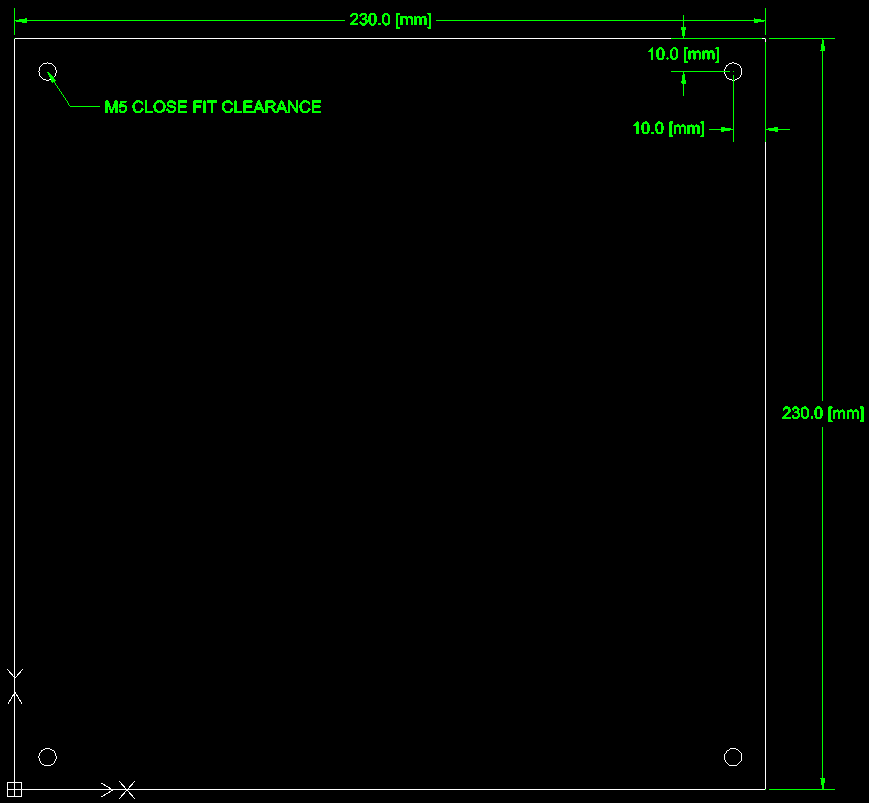 230.0 [mm]
10.0 [mm]
M5 CLOSE FIT CLEARANCE
10.0 [mm]
230.0 [mm]
Y
X